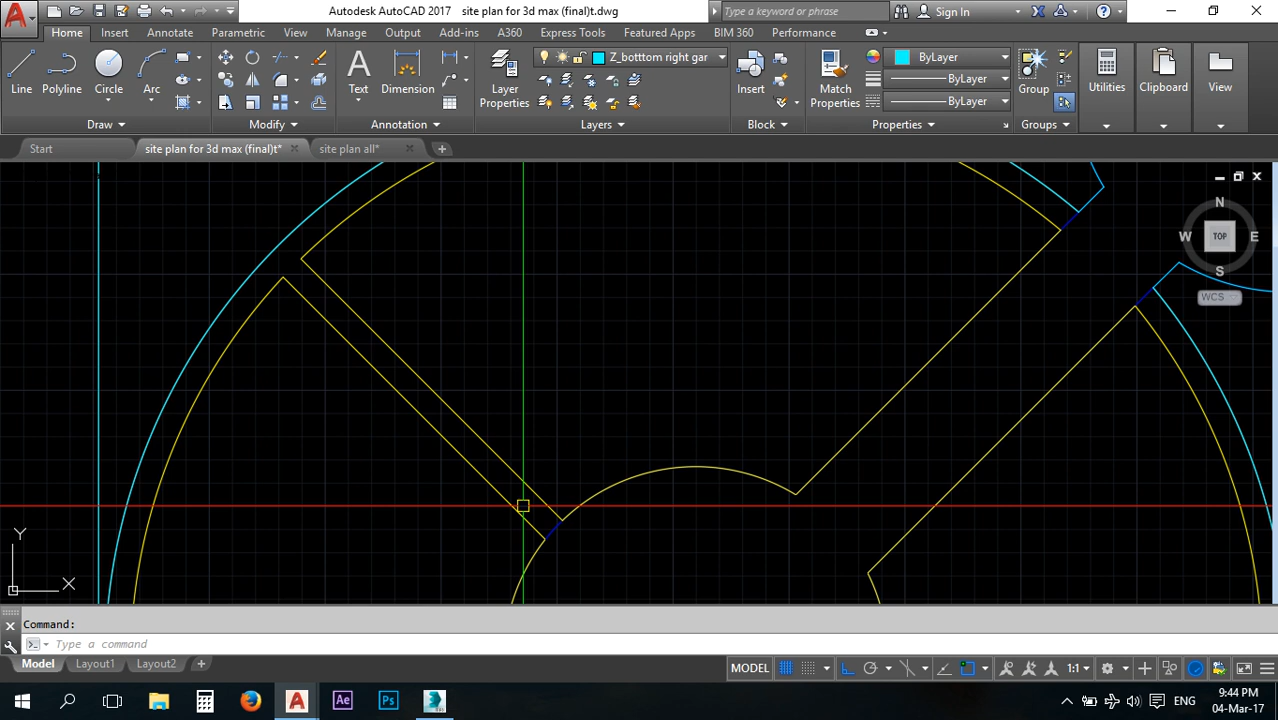 Autodesk AutoCAD 2017 site plan for 3d max (final)t.dwg
Type a keyword or phrase
Sign In
Home Insert Annotate Parametric View Manage Output Add-ins A360 Express Tools Featured Apps BIM 360 Performance
Z_botttom right gar
ByLayer
ByLayer
ByLayer
Line Polyline Circle Arc Text Dimension Layer Properties Insert Match Properties Group Utilities Clipboard View
Draw Modify Annotation Layers Block Properties Groups
Start site plan for 3d max (final)t* site plan all*
N
W TOP E
S
WCS
Y
X
Command:
Type a command
Model Layout1 Layout2
MODEL 1:1
Ae Ps
ENG
9:44 PM
04-Mar-17